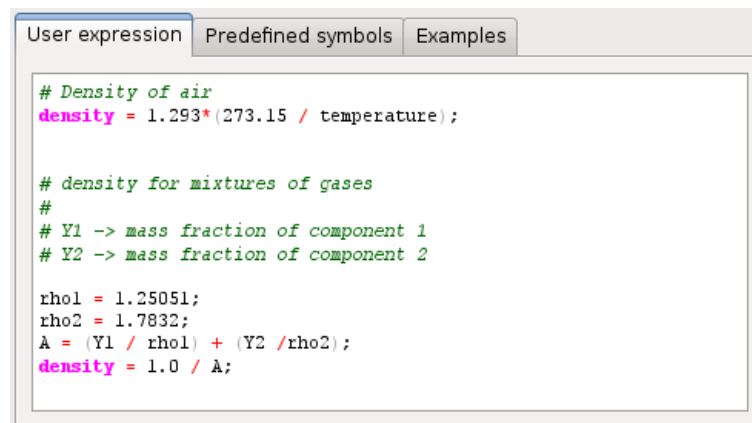 User expression
Predefined symbols
Examples
# Density of air
density = 1.293*(273.15 / temperature);
# density for mixtures of gases
#
# Y1 -> mass fraction of component 1
# Y2 -> mass fraction of component 2
rho1 = 1.25051;
rho2 = 1.7832;
A = (Y1 / rho1) + (Y2 /rho2);
density = 1.0 / A;